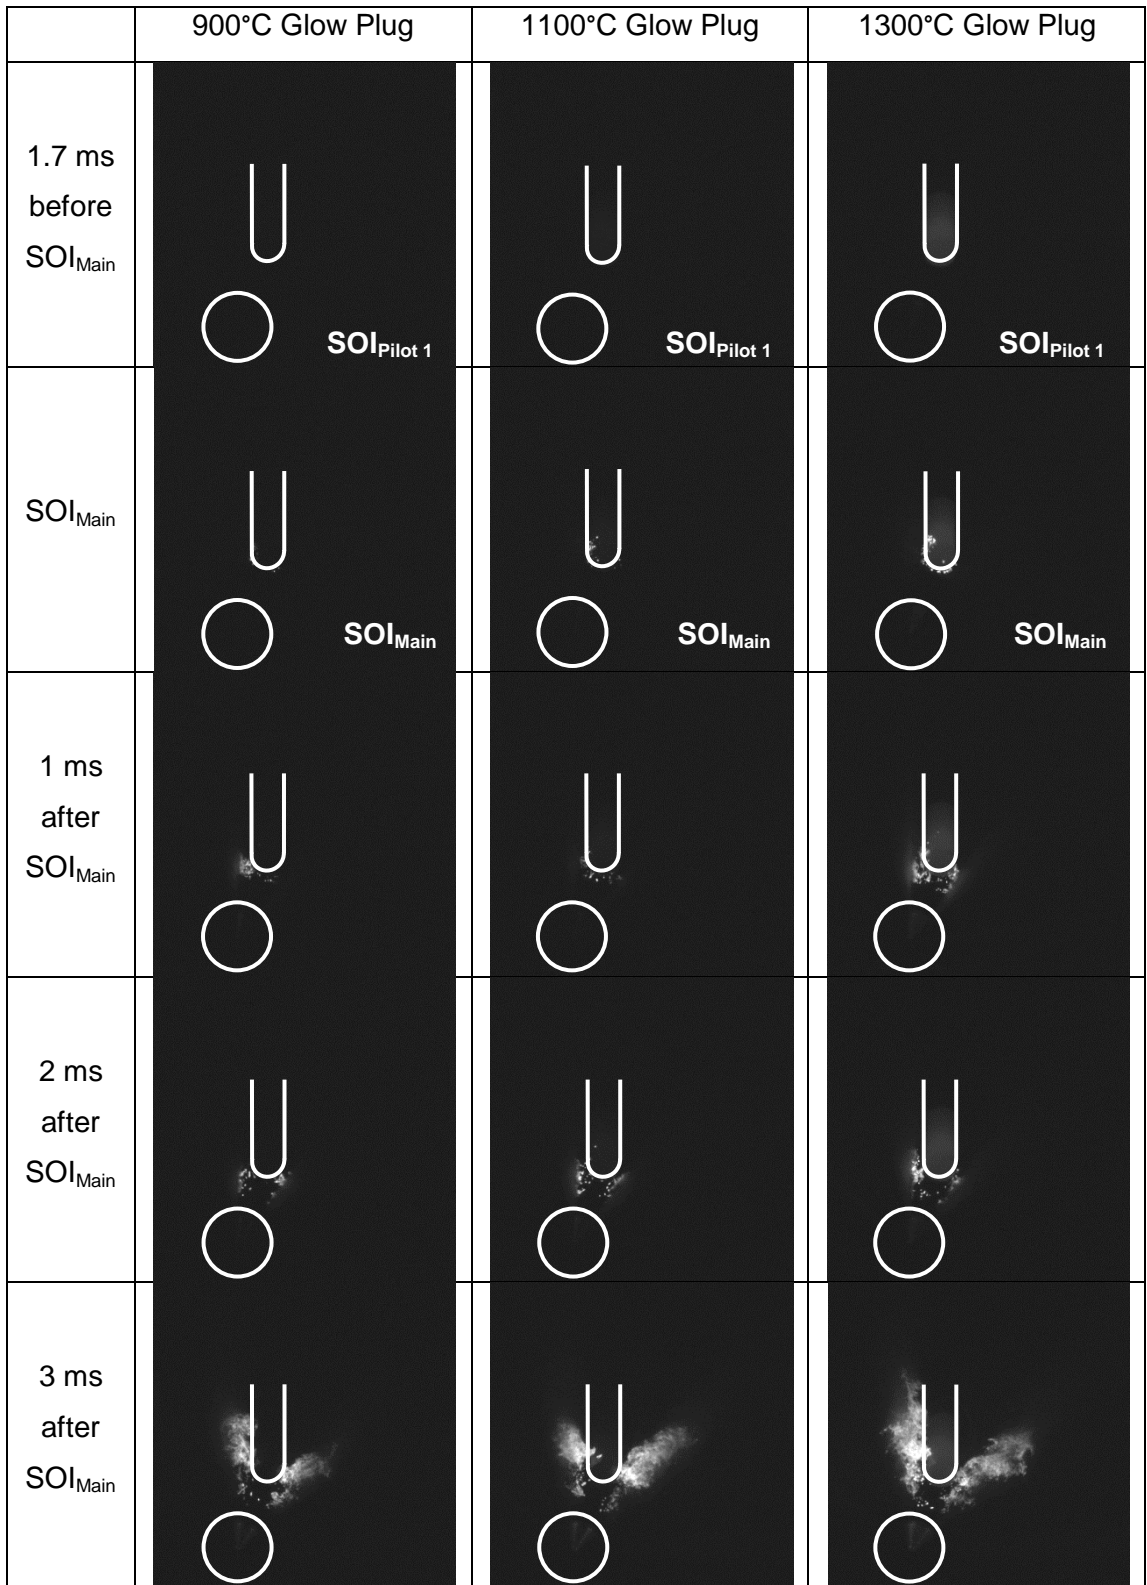 900°C Glow Plug 1100°C Glow Plug 1300°C Glow Plug
1.7 ms
before
SOIMain
SOIPilot 1 SOIPilot 1 SOIPilot 1
SOIMain
SOIMain SOIMain SOIMain
1 ms
after
SOIMain
2 ms
after
SOIMain
3 ms
after
SOIMain